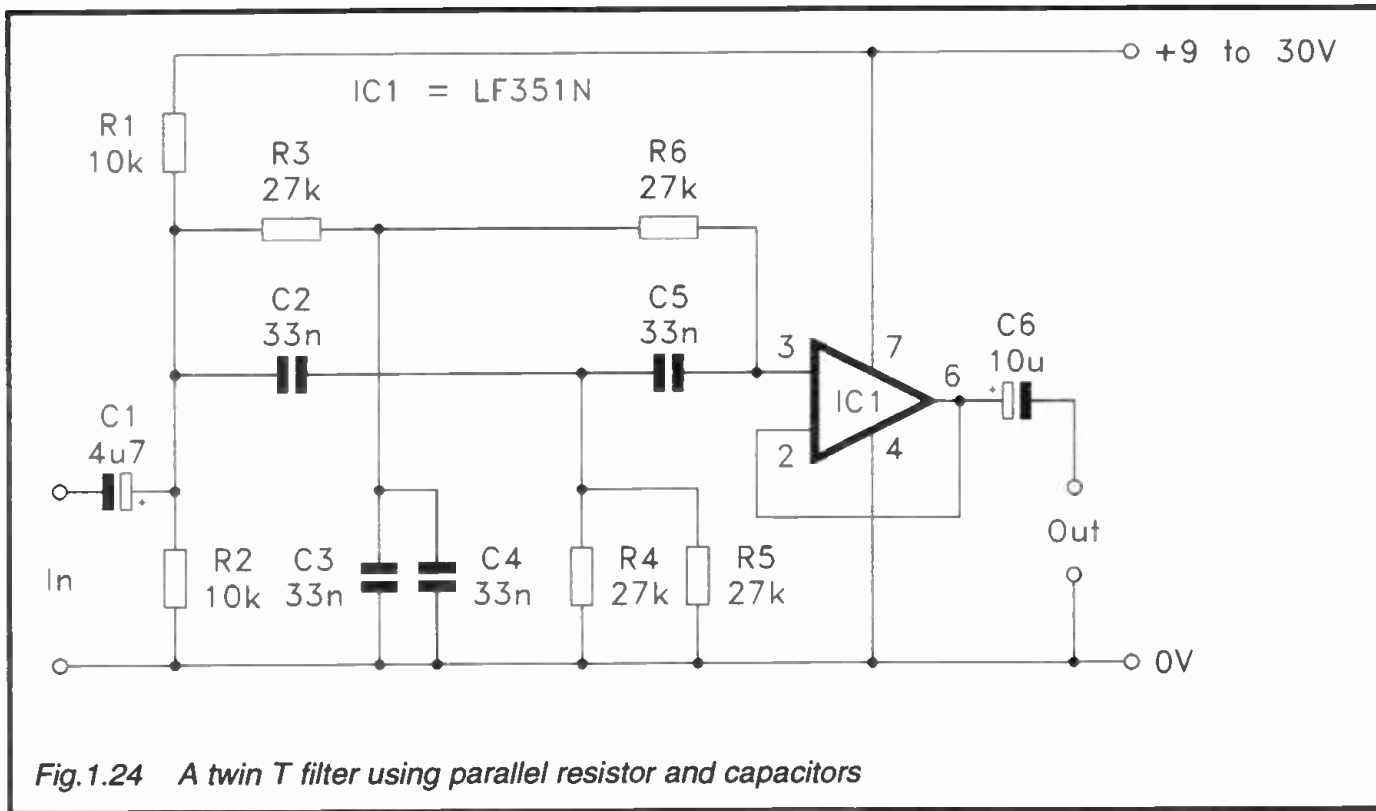 +9 to 30V
IC1 = LF351N
R1
10k
R3
27k
R6
27k
C2
33n
C5
33n
3
7
C6
10u
+
6
IC1
2
4
C1
4u7
+
In
R2
10k
C3
33n
C4
33n
R4
27k
R5
27k
Out
0V
Fig.1.24 A twin T filter using parallel resistor and capacitors